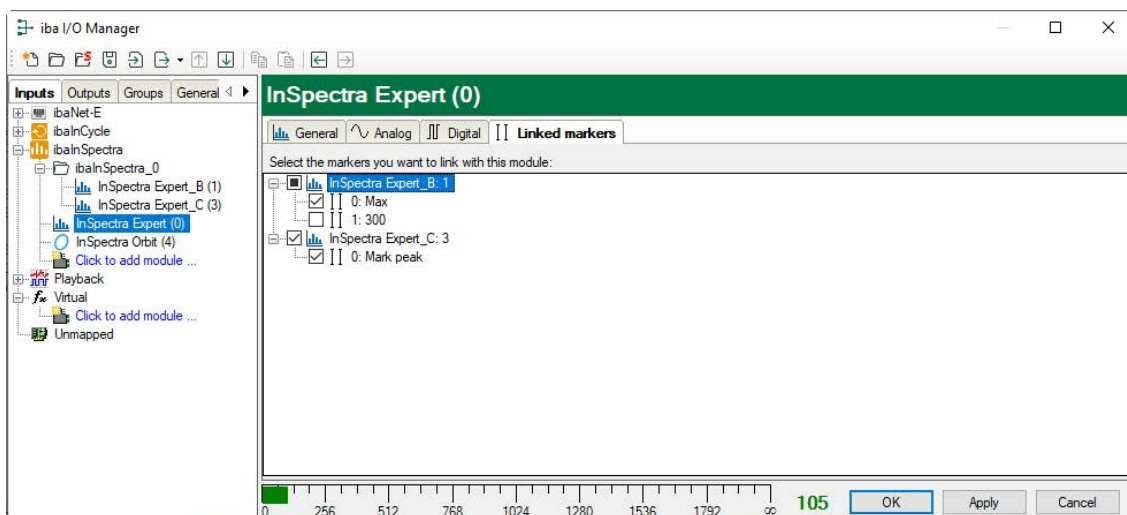 iba I/O Manager
Inputs Outputs Groups General
ibaNet-E
ibaInCycle
ibaInSpectra
ibaInSpectra_0
InSpectra Expert_B (1)
InSpectra Expert_C (3)
InSpectra Expert (0)
InSpectra Orbit (4)
Click to add module ...
Playback
Virtual
Click to add module ...
Unmapped
InSpectra Expert (0)
General Analog Digital Linked markers
Select the markers you want to link with this module:
InSpectra Expert_B: 1
0: Max
1: 300
InSpectra Expert_C: 3
0: Mark peak
0 256 512 768 1024 1280 1536 1792 ∞ 105 OK Apply Cancel